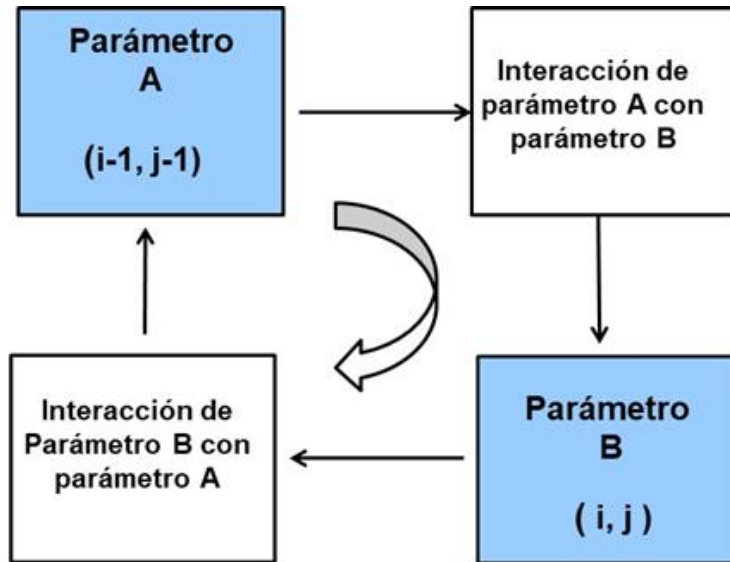 Parámetro
A
(i-1, j-1)
Interacción de
parámetro A con
parámetro B
Interacción de
Parámetro B con
parámetro A
Parámetro
B
( i, j )